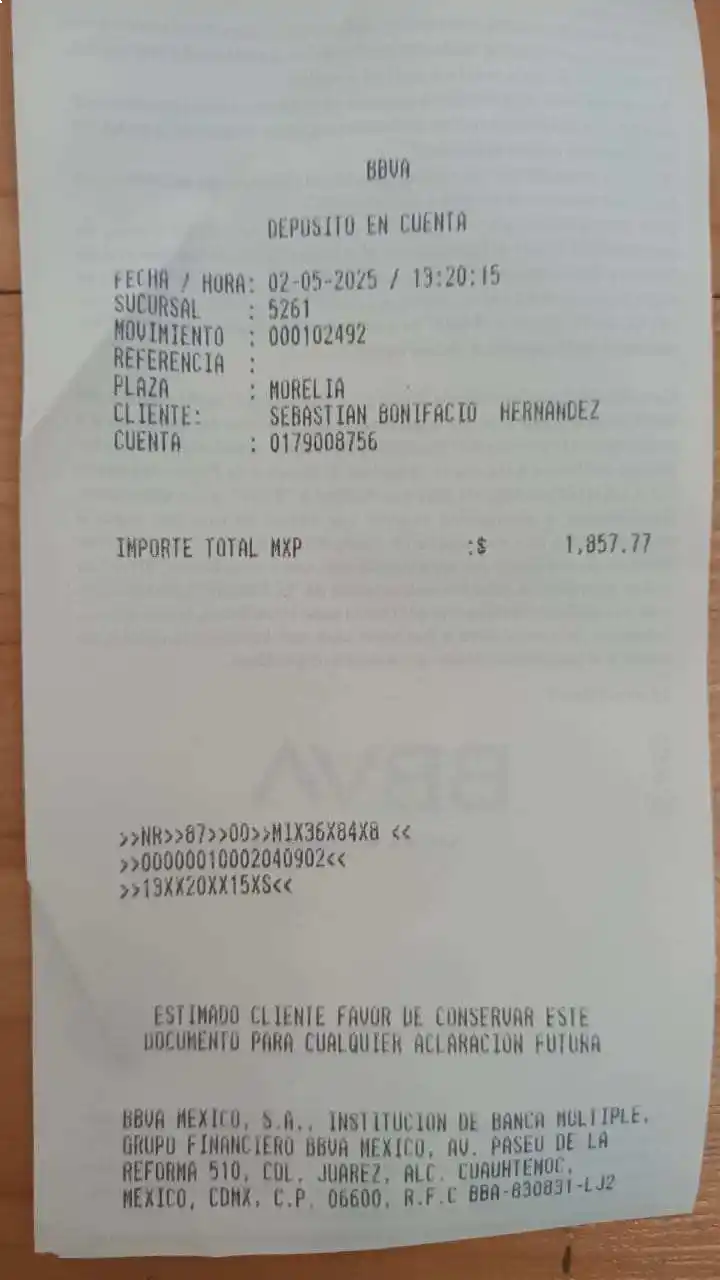 BBVA
DEPOSITO EN CUENTA
FECHA / HORA: 02-05-2025 / 13:20:15
SUCURSAL : 5261
MOVIMIENTO : 000102492
REFERENCIA :
PLAZA : MORELIA
CLIENTE: SEBASTIAN BONIFACIO HERNANDEZ
CUENTA : 0179008756
IMPORTE TOTAL MXP :$ 1,857.77
BBVA
>>NR>>87>>00>>M1X36X84X8 <<
>>00000010002040902<<
>>13XX20XX15XS<<
ESTIMADO CLIENTE FAVOR DE CONSERVAR ESTE
DOCUMENTO PARA CUALQUIER ACLARACION FUTURA
BBVA MEXICO, S.A., INSTITUCION DE BANCA MULTIPLE,
GRUPO FINANCIERO BBVA MEXICO, AV. PASEO DE LA
REFORMA 510, COL. JUAREZ, ALC. CUAUHTEMOC,
MEXICO, CDMX, C.P. 06600, R.F.C BBA-830831-LJ2